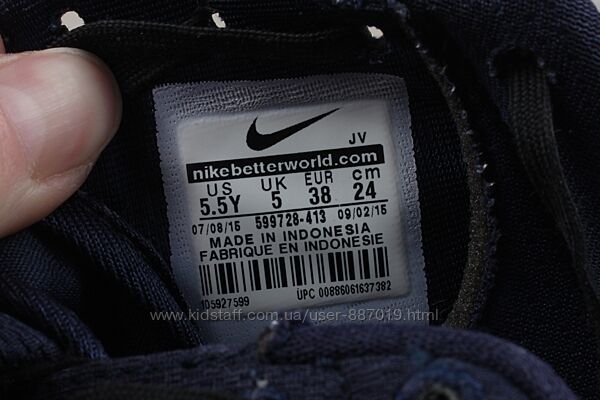 JV
nikebetterworld.com
US UK EUR cm
5.5Y 5 38 24
07/08/15 599728-413 09/02/15
MADE IN INDONESIA
FABRIQUE EN INDONESIE
105927599 UPC 00886061637382
www.kidstaff.com.ua/user-887019.html